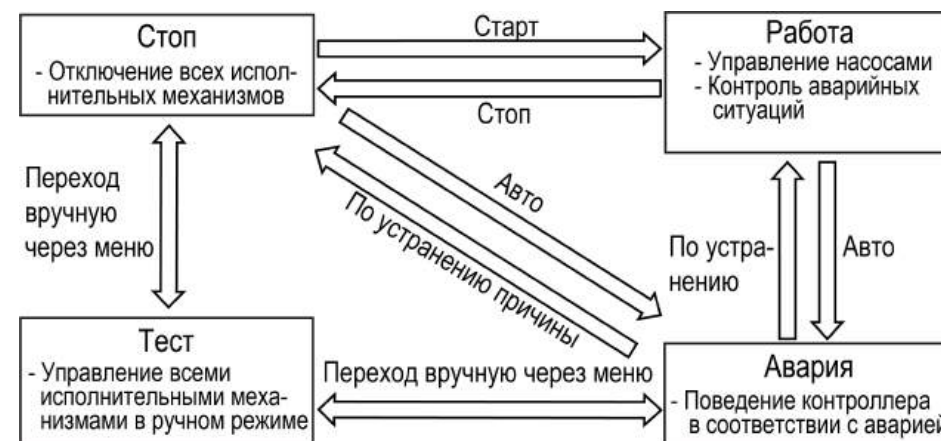 Стоп
- Отключение всех испол-
нительных механизмов
Старт
Стоп
Работа
- Управление насосами
- Контроль аварийных
ситуаций
Переход
вручную
через меню
Авто
По устранению причины
По устра-
нению
Авто
Тест
- Управление всеми
исполнительными меха-
низмами в ручном режиме
Переход вручную через меню
Авария
- Поведение контроллера
в соответствии с аварией